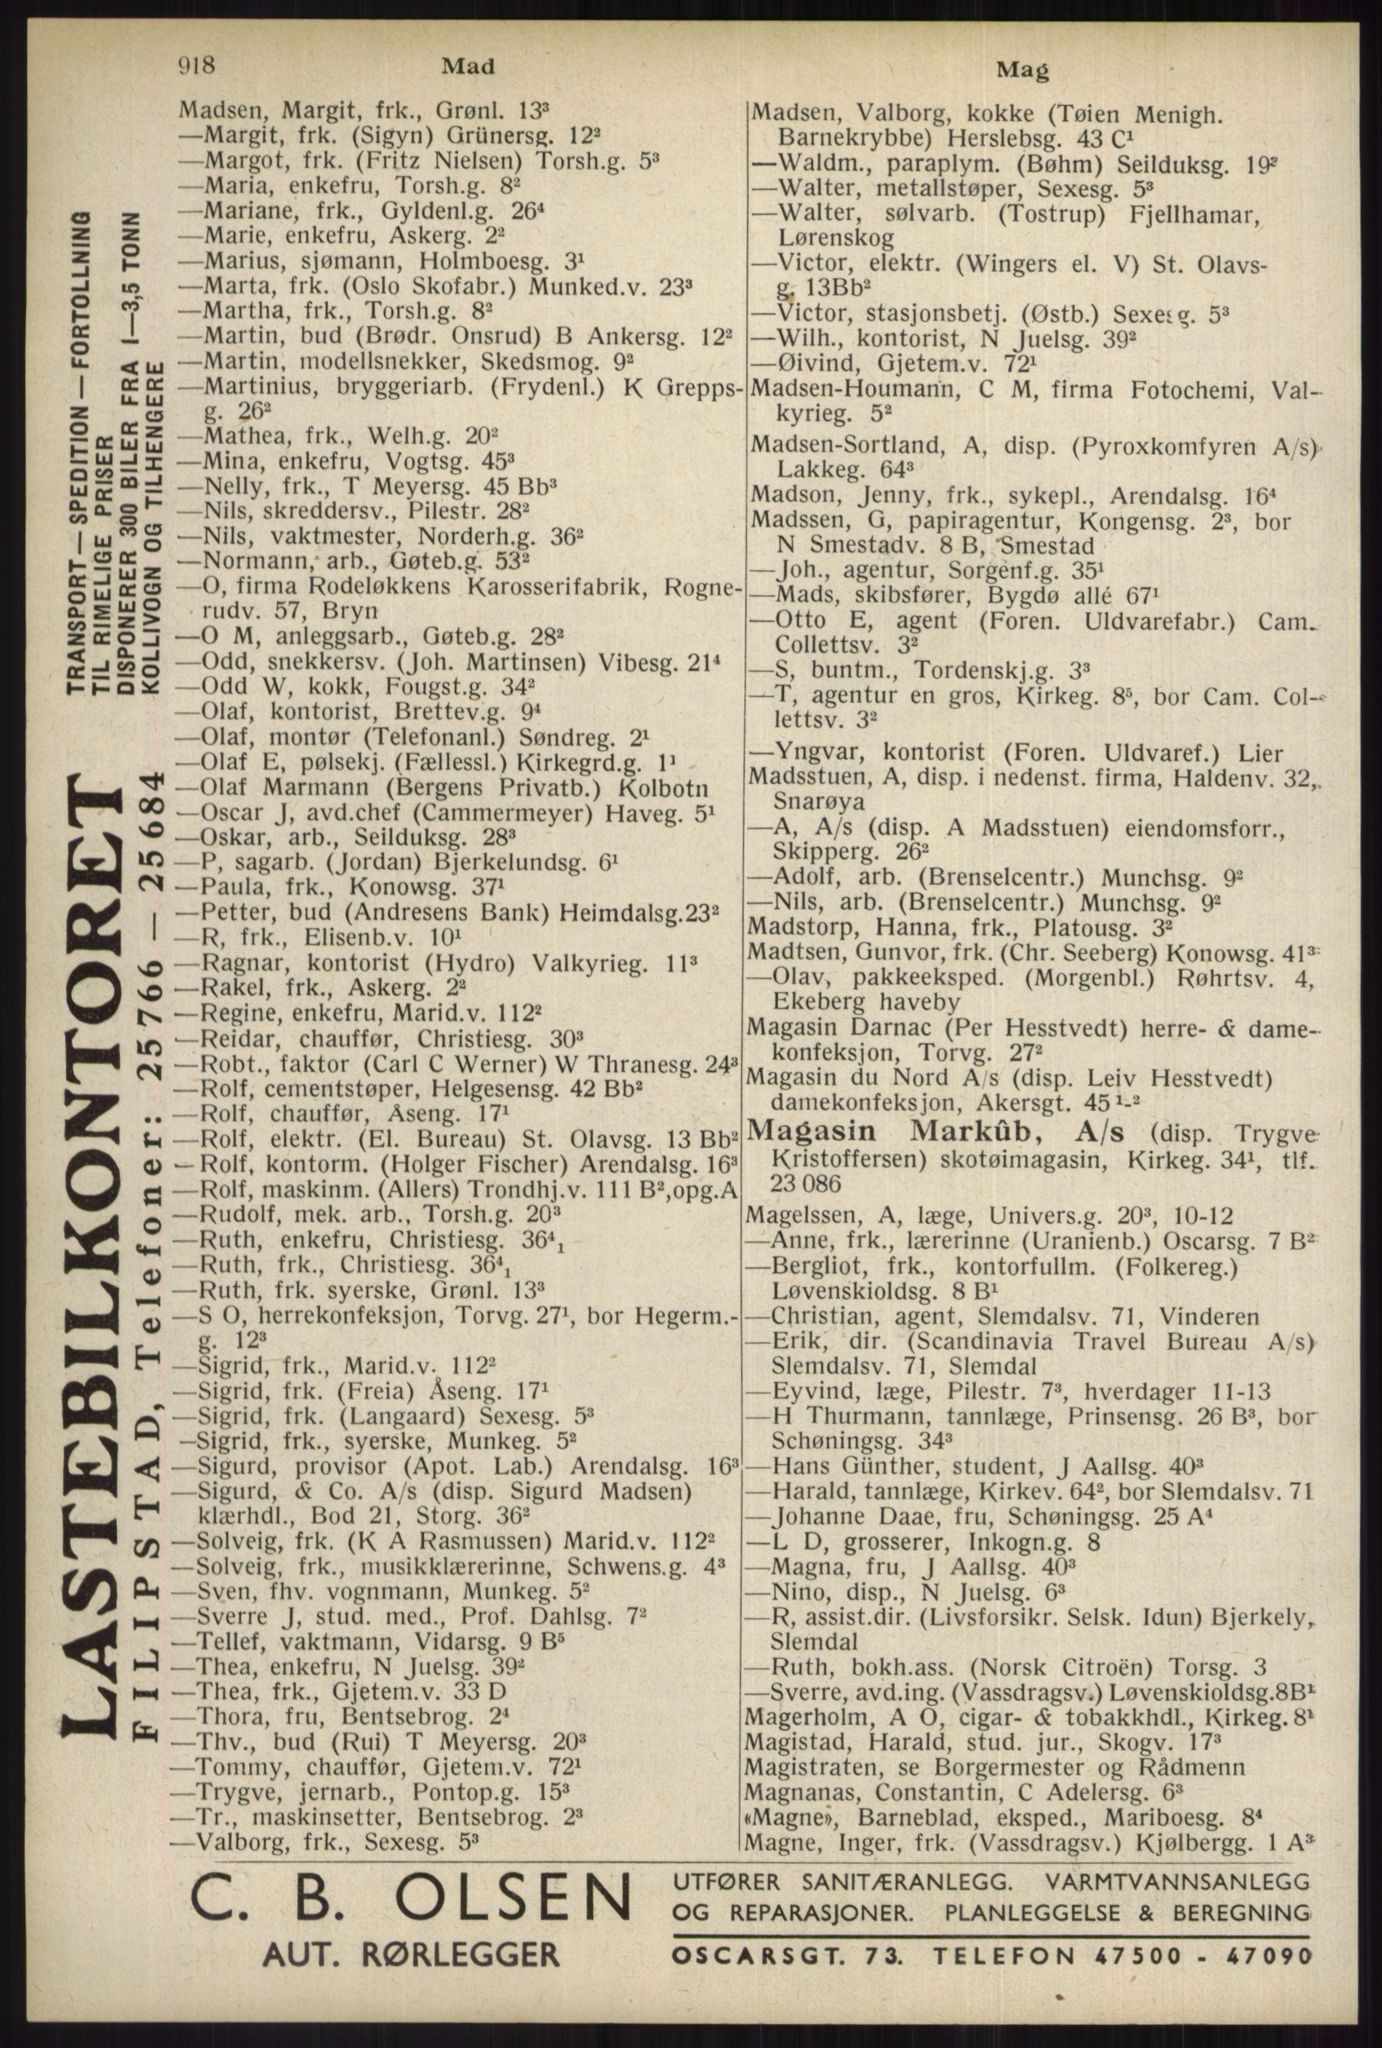 918
Mad
Mag
Madsen, Margit, frk., Grønl. 13³
—Margit, frk. (Sigyn) Grünersg. 12²
—Margot, frk. (Fritz Nielsen) Torsh.g. 5³
—Maria, enkefru, Torsh.g. 8²
—Mariane, frk., Gyldenl.g. 26⁴
—Marie, enkefru, Askerg. 2²
—Marius, sjømann, Holmboesg. 3¹
—Marta, frk. (Oslo Skofabr.) Munked.v. 23³
—Martha, frk., Torsh.g. 8²
—Martin, bud (Brødr. Onsrud) B Ankersg. 12²
—Martin, modellsnekker, Skedsmog. 9²
—Martinius, bryggeriarb. (Frydenl.) K Grepps-
g. 26²
—Mathea, frk., Welh.g. 20²
—Mina, enkefru, Vogtsg. 45³
—Nelly, frk., T Meyersg. 45 Bb³
—Nils, skreddersv., Pilestr. 28²
—Nils, vaktmester, Norderh.g. 36²
—Normann, arb., Gøteb.g. 53²
—O, firma Rodeløkkens Karosserifabrik, Rogne-
rudv. 57, Bryn
—O M, anleggsarb., Gøteb.g. 28²
—Odd, snekkersv. (Joh. Martinsen) Vibesg. 21⁴
—Odd W, kokk, Fougst.g. 34²
—Olaf, kontorist, Brettev.g. 9⁴
—Olaf, montør (Telefonanl.) Søndreg. 2¹
—Olaf E, pølsekj. (Fællessl.) Kirkegrd.g. 1¹
—Olaf Marmann (Bergens Privatb.) Kolbotn
—Oscar J, avd.chef (Cammermeyer) Haveg. 5¹
—Oskar, arb., Seilduksg. 28³
—P, sagarb. (Jordan) Bjerkelundsg. 6¹
—Paula, frk., Konowsg. 37¹
—Petter, bud (Andresens Bank) Heimdalsg.23²
—R, frk., Elisenb.v. 10¹
—Ragnar, kontorist (Hydro) Valkyrieg. 11³
—Rakel, frk., Askerg. 2²
—Regine, enkefru, Marid.v. 112²
—Reidar, chauffør, Christiesg. 30³
—Robt., faktor (Carl C Werner) W Thranesg. 24³
—Rolf, cementstøper, Helgesensg. 42 Bb²
—Rolf, chauffør, Åseng. 17¹
—Rolf, elektr. (El. Bureau) St. Olavsg. 13 Bb²
—Rolf, kontorm. (Holger Fischer) Arendalsg. 16³
—Rolf, maskinm. (Allers) Trondhj.v. 111 B²,opg.A
—Rudolf, mek. arb., Torsh.g. 20³
—Ruth, enkefru, Christiesg. 36⁴₁
—Ruth, frk., Christiesg. 36⁴₁
—Ruth, frk. syerske, Grønl. 13³
—S O, herrekonfeksjon, Torvg. 27¹, bor Hegerm.-
g. 12³
—Sigrid, frk., Marid.v. 112²
—Sigrid, frk. (Freia) Åseng. 17¹
—Sigrid, frk. (Langaard) Sexesg. 5³
—Sigrid, frk., syerske, Munkeg. 5²
—Sigurd, provisor (Apot. Lab.) Arendalsg. 16³
—Sigurd, & Co. A/s (disp. Sigurd Madsen)
klærhdl., Bod 21, Storg. 36²
—Solveig, frk. (K A Rasmussen) Marid.v. 112²
—Solveig, frk., musikklærerinne, Schwens.g. 4³
—Sven, fhv. vognmann, Munkeg. 5²
—Sverre J, stud. med., Prof. Dahlsg. 7²
—Tellef, vaktmann, Vidarsg. 9 B⁵
—Thea, enkefru, N Juelsg. 39²
—Thea, frk., Gjetem.v. 33 D
—Thora, fru, Bentsebrog. 2⁴
—Thv., bud (Rui) T Meyersg. 20³
—Tommy, chauffør, Gjetem.v. 72¹
—Trygve, jernarb., Pontop.g. 15³
—Tr., maskinsetter, Bentsebrog. 2³
—Valborg, frk., Sexesg. 5³
Madsen, Valborg, kokke (Tøien Menigh.
Barnekrybbe) Herslebsg. 43 C¹
—Waldm., paraplym. (Bøhm) Seilduksg. 19²
—Walter, metallstøper, Sexesg. 5³
—Walter, sølvarb. (Tostrup) Fjellhamar,
Lørenskog
—Victor, elektr. (Wingers el. V) St. Olavs-
g. 13Bb²
—Victor, stasjonsbetj. (Østb.) Sexesg. 5³
—Wilh., kontorist, N Juelsg. 39²
—Øivind, Gjetem.v. 72¹
Madsen-Houmann, C M, firma Fotochemi, Val-
kyrieg. 5²
Madsen-Sortland, A, disp. (Pyroxkomfyren A/s)
Lakkeg. 64³
Madson, Jenny, frk., sykepl., Arendalsg. 16⁴
Madssen, G, papiragentur, Kongensg. 2³, bor
N Smestadv. 8 B, Smestad
—Joh., agentur, Sorgenf.g. 35¹
—Mads, skibsfører, Bygdø allé 67¹
—Otto E, agent (Foren. Uldvarefabr.) Cam.
Collettsv. 3²
—S, buntm., Tordenskj.g. 3³
—T, agentur en gros, Kirkeg. 8⁵, bor Cam. Col-
lettsv. 3²
—Yngvar, kontorist (Foren. Uldvaref.) Lier
Madsstuen, A, disp. i nedenst. firma, Haldenv. 32,
Snarøya
—A, A/s (disp. A Madsstuen) eiendomsforr.,
Skipperg. 26²
—Adolf, arb. (Brenselcentr.) Munchsg. 9²
—Nils, arb. (Brenselcentr.) Munchsg. 9²
Madstorp, Hanna, frk., Platousg. 3²
Madtsen, Gunvor, frk. (Chr. Seeberg) Konowsg. 41³
—Olav, pakkeeksped. (Morgenbl.) Røhrtsv. 4,
Ekeberg haveby
Magasin Darnac (Per Hesstvedt) herre- & dame-
konfeksjon, Torvg. 27²
Magasin du Nord A/s (disp. Leiv Hesstvedt)
damekonfeksjon, Akersgt. 45 ¹-²
Magasin Markûb, A/s (disp. Trygve
Kristoffersen) skotøimagasin, Kirkeg. 34¹, tlf.
23 086
Magelssen, A, læge, Univers.g. 20³, 10-12
—Anne, frk., lærerinne (Uranienb.) Oscarsg. 7 B²
—Bergliot, frk., kontorfullm. (Folkereg.)
Løvenskioldsg. 8 B¹
—Christian, agent, Slemdalsv. 71, Vinderen
—Erik, dir. (Scandinavia Travel Bureau A/s)
Slemdalsv. 71, Slemdal
—Eyvind, læge, Pilestr. 7³, hverdager 11-13
—H Thurmann, tannlæge, Prinsensg. 26 B³, bor
Schøningsg. 34³
—Hans Günther, student, J Aallsg. 40³
—Harald, tannlæge, Kirkev. 64², bor Slemdalsv. 71
—Johanne Daae, fru, Schøningsg. 25 A⁴
—L D, grosserer, Inkogn.g. 8
—Magna, fru, J Aallsg. 40³
—Nino, disp., N Juelsg. 6³
—R, assist.dir. (Livsforsikr. Selsk. Idun) Bjerkely,
Slemdal
—Ruth, bokh.ass. (Norsk Citroën) Torsg. 3
—Sverre, avd.ing. (Vassdragsv.) Løvenskioldsg.8B¹
Magerholm, A O, cigar- & tobakkhdl., Kirkeg. 8¹
Magistad, Harald, stud. jur., Skogv. 17³
Magistraten, se Borgermester og Rådmenn
Magnanas, Constantin, C Adelersg. 6³
«Magne», Barneblad, eksped., Mariboesg. 8⁴
Magne, Inger, frk. (Vassdragsv.) Kjølbergg. 1 A³
LASTEBILKONTORET
FILIPSTAD, Telefoner: 25766 — 25684
TRANSPORT—SPEDITION—FORTOLLNING
TIL RIMELIGE PRISER
DISPONERER 300 BILER FRA 1—3,5 TONN
KOLLIVOGN OG TILHENGERE
C. B. OLSEN
AUT. RØRLEGGER
UTFØRER SANITÆRANLEGG. VARMTVANNSANLEGG
OG REPARASJONER. PLANLEGGELSE & BEREGNING
OSCARSGT. 73. TELEFON 47500 - 47090